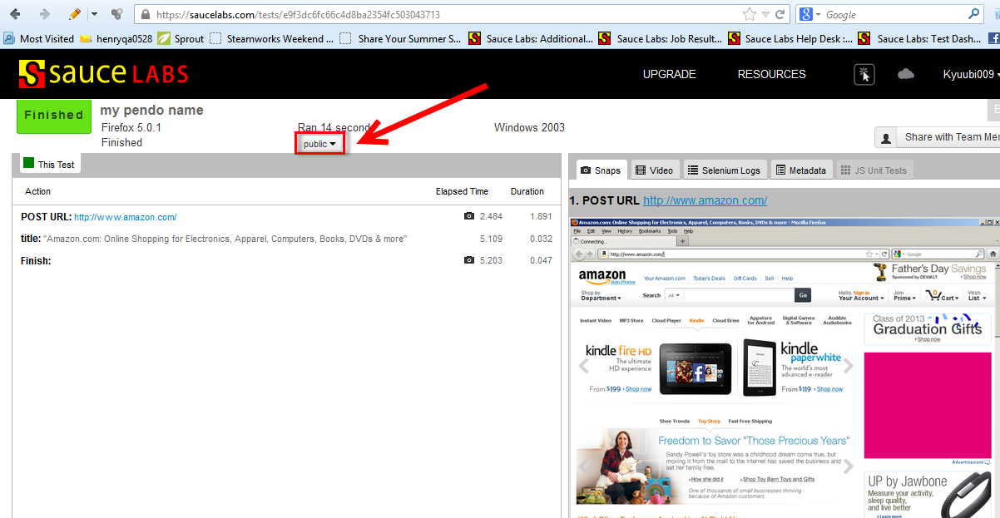 https://saucelabs.com/tests/e9f3dc6fc66c4d8ba2354fc503043713
Google
Most Visited henryqa0528 Sprout Steamworks Weekend ... Share Your Summer S... Sauce Labs: Additional... Sauce Labs: Job Result... Sauce Labs Help Desk :... Sauce Labs: Test Dash...
SAUCE LABS UPGRADE RESOURCES Kyuubi009
Finished
my pendo name
Firefox 5.0.1 Ran 14 second Windows 2003
Finished
public
Share with Team Mer
This Test
Snaps Video Selenium Logs Metadata JS Unit Tests
Action Elapsed Time Duration
POST URL: http://www.amazon.com/ 2.484 1.891
title: "Amazon.com: Online Shopping for Electronics, Apparel, Computers, Books, DVDs & more" 5.109 0.032
Finish: 5.203 0.047
1. POST URL http://www.amazon.com/
Amazon.com: Online Shopping for Electronics, Apparel, Computers, Books, DVDs & more - Mozilla Firefox
File Edit View History Bookmarks Tools Help
Connecting...
http://www.amazon.com/
Google
amazon
Join Prime
Your Amazon.com Today's Deals Gift Cards Sell Help
Father's Day Savings
Sponsored by DEWALT Shop now
Shop by
Department
Search All Go
Hello. Sign in
Your Account
Join
Prime
0
Cart
Wish
List
Instant Video MP3 Store Cloud Player Kindle Cloud Drive Appstore for Android Digital Games & Software Audible Audiobooks
Class of 2013
Graduation Gifts
Shop now
kindle fire HD
The ultimate
HD experience
From $199 Shop now
kindle
paperwhite
The world's most
advanced e-reader
From $119 Shop now
Shoe Trends Toy Story Fast Free Shipping
Freedom to Savor "Those Precious Years"
Sandy Powell's toy store was a childhood dream come true, but
moving it from the mall to the Internet has saved the business and
set her family free.
How she did it Shop Toy Barn Toys and Gifts
One of thousands of small businesses thriving
because of Amazon customers
Advertisement
UP by Jawbone
Measure your activity,
sleep quality,
and live better
Learn more